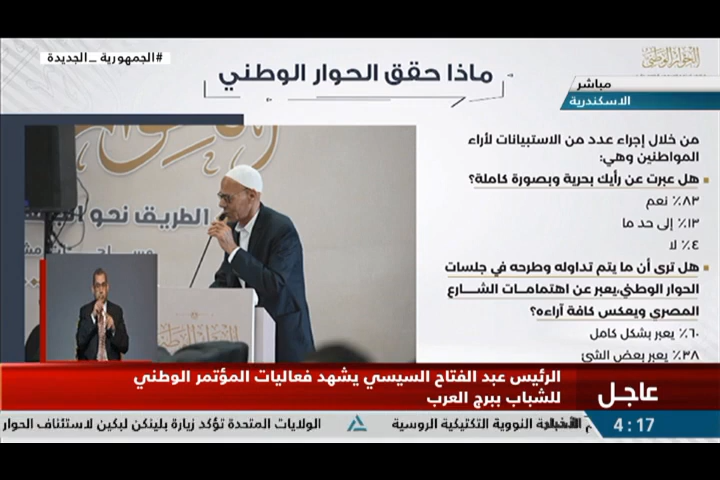 #الجمهورية_الجديدة
ماذا حقق الحوار الوطني
الحوار الوطني
مباشر
الاسكندرية
من خلال إجراء عدد من الاستبيانات لأراء
المواطنين وهي:
هل عبرت عن رأيك بحرية وبصورة كاملة؟
٨٣٪ نعم
١٣٪ إلى حد ما
٤٪ لا
هل ترى أن ما يتم تداوله وطرحه في جلسات
الحوار الوطني،يعبر عن اهتمامات الشارع
المصري ويعكس كافة آراءه؟
٦٠٪ يعبر بشكل كامل
٣٨٪ يعبر بعض الشئ
الطريق نحو
عاجل
الرئيس عبد الفتاح السيسي يشهد فعاليات المؤتمر الوطني
للشباب ببرج العرب
4:17
النووية التكتيكية الروسية
الولايات المتحدة تؤكد زيارة بلينكن لبكين لاستئناف الحوار